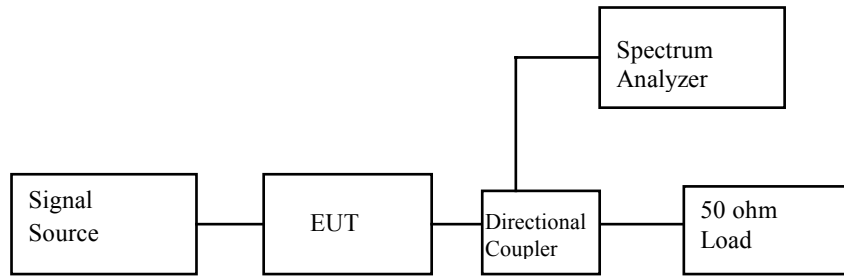 Spectrum
Analyzer
Signal
Source
EUT
Directional
Coupler
50 ohm
Load